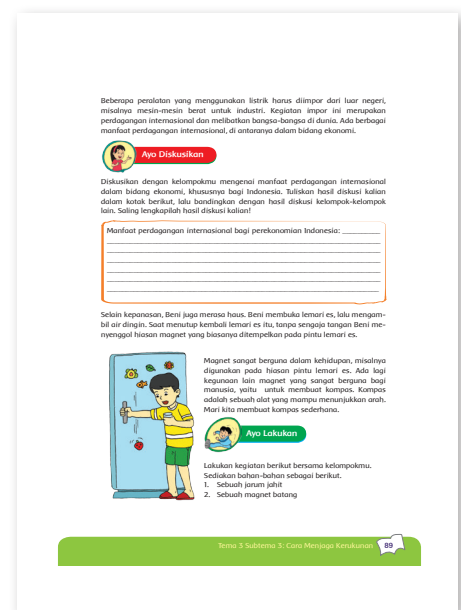 Beberapa peralatan yang menggunakan listrik harus diimpor dari luar negeri,
misalnya mesin-mesin berat untuk industri. Kegiatan impor ini merupakan
perdagangan internasional dan melibatkan bangsa-bangsa di dunia. Ada berbagai
manfaat perdagangan internasional, di antaranya dalam bidang ekonomi.
Ayo Diskusikan
Diskusikan dengan kelompokmu mengenai manfaat perdagangan internasional
dalam bidang ekonomi, khususnya bagi Indonesia. Tuliskan hasil diskusi kalian
dalam kotak berikut, lalu bandingkan dengan hasil diskusi kelompok-kelompok
lain. Saling lengkapilah hasil diskusi kalian!
Manfaat perdagangan internasional bagi perekonomian Indonesia:
Selain kepanasan, Beni juga merasa haus. Beni membuka lemari es, lalu mengam-
bil air dingin. Saat menutup kembali lemari es itu, tanpa sengaja tangan Beni me-
nyenggol hiasan magnet yang biasanya ditempelkan pada pintu lemari es.
Magnet sangat berguna dalam kehidupan, misalnya
digunakan pada hiasan pintu lemari es. Ada lagi
kegunaan lain magnet yang sangat berguna bagi
manusia, yaitu untuk membuat kompas. Kompas
adalah sebuah alat yang mampu menunjukkan arah.
Mari kita membuat kompas sederhana.
Ayo Lakukan
Lakukan kegiatan berikut bersama kelompokmu.
Sediakan bahan-bahan sebagai berikut.
1. Sebuah jarum jahit
2. Sebuah magnet batang
Tema 3 Subtema 3: Cara Menjaga Kerukunan
89